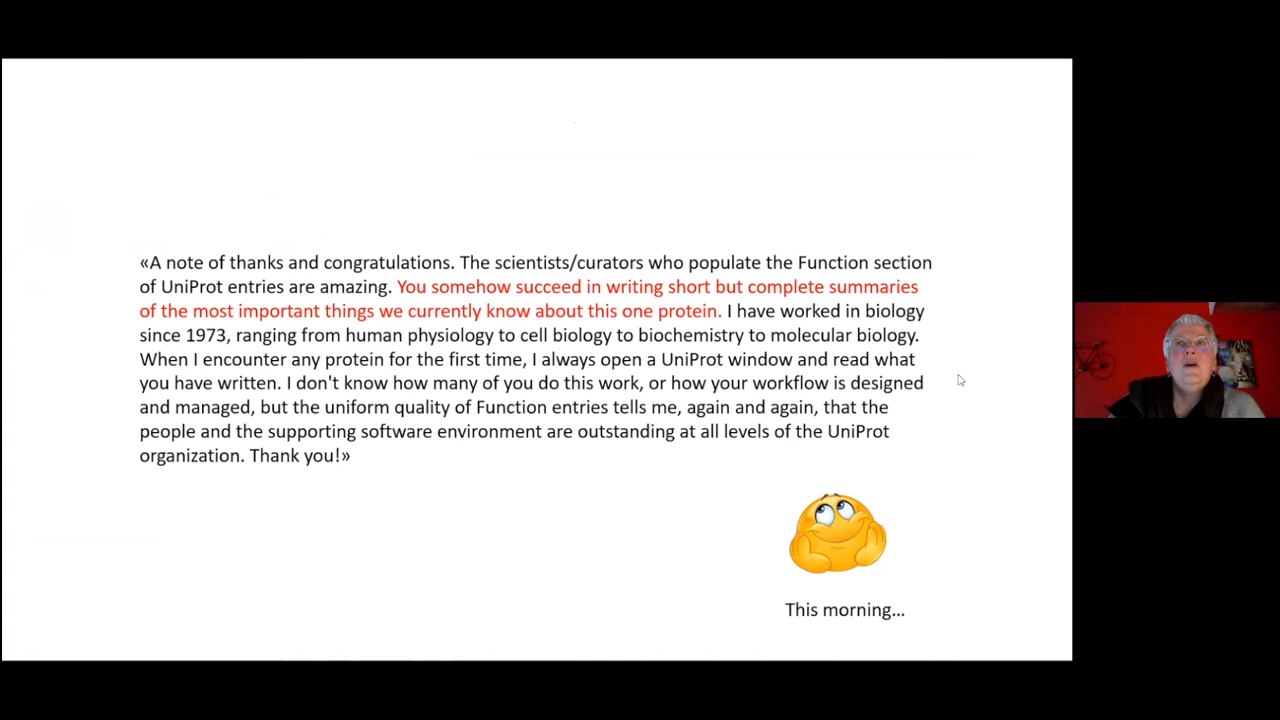 «A note of thanks and congratulations. The scientists/curators who populate the Function section
of UniProt entries are amazing. You somehow succeed in writing short but complete summaries
of the most important things we currently know about this one protein. I have worked in biology
since 1973, ranging from human physiology to cell biology to biochemistry to molecular biology.
When I encounter any protein for the first time, I always open a UniProt window and read what
you have written. I don't know how many of you do this work, or how your workflow is designed
and managed, but the uniform quality of Function entries tells me, again and again, that the
people and the supporting software environment are outstanding at all levels of the UniProt
organization. Thank you!»
This morning...